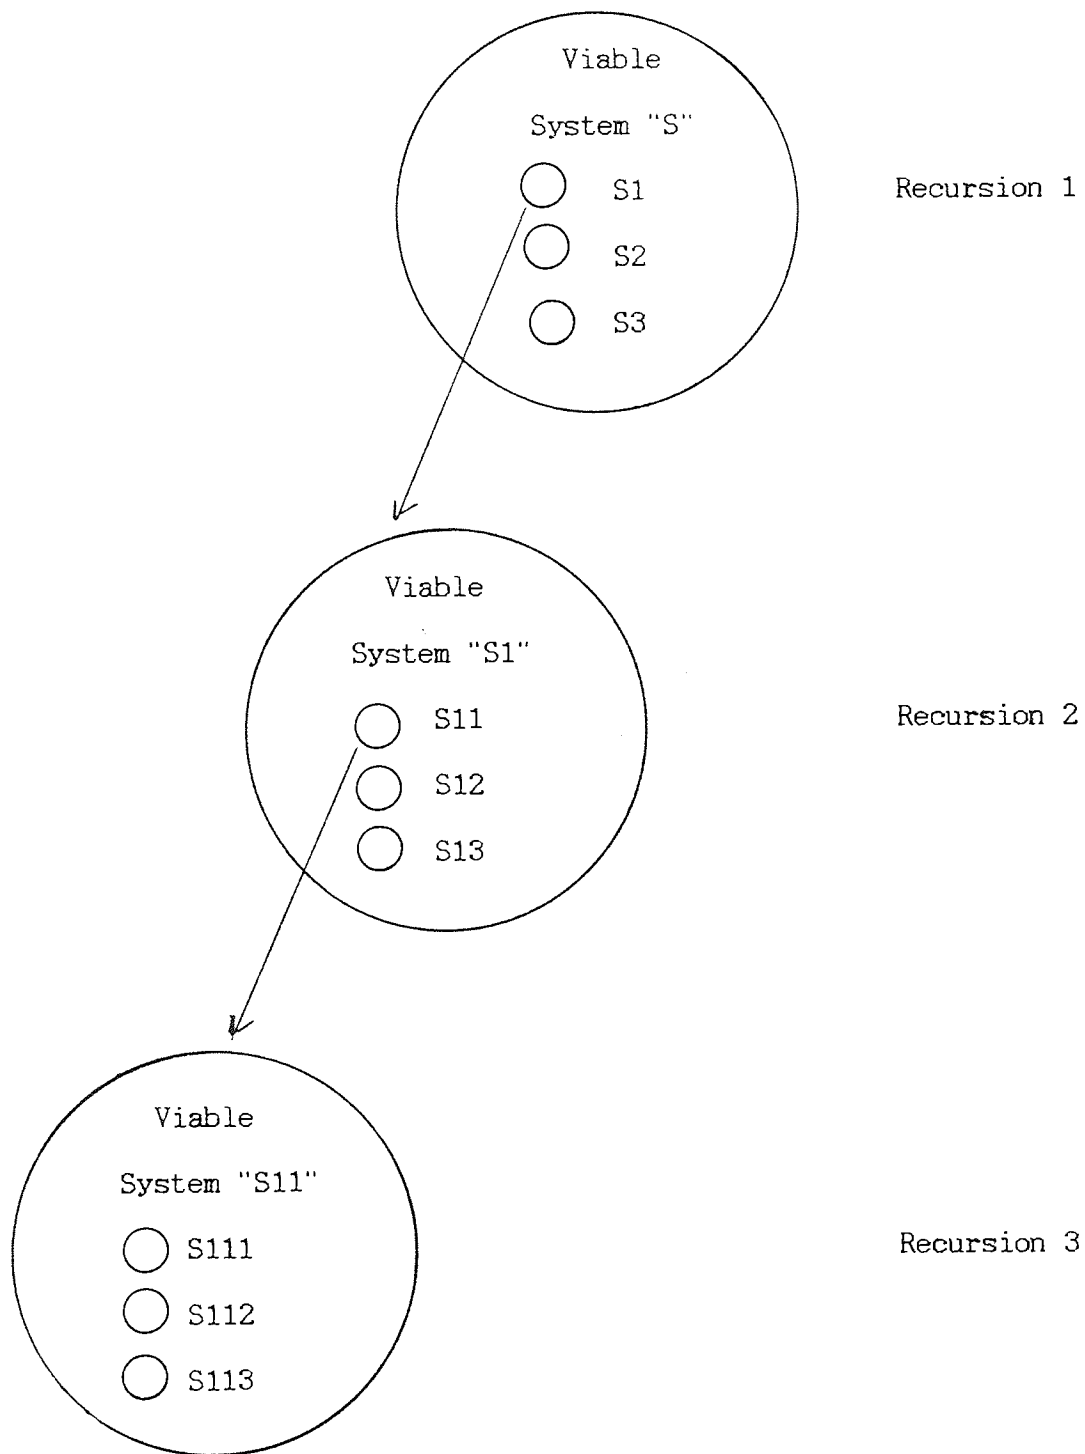 Viable
System "S"
S1
Recursion 1
S2
S3
Viable
System "S1"
S11
Recursion 2
S12
S13
Viable
System "S11"
S111
Recursion 3
S112
S113